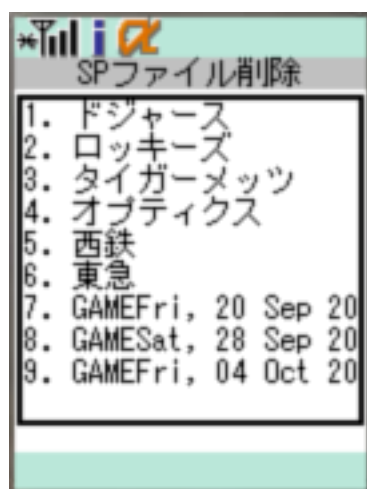 i α
SPファイル削除
1. ドジャース
2. ロッキーズ
3. タイガーメッツ
4. オプティクス
5. 西鉄
6. 東急
7. GAMEFri, 20 Sep 20
8. GAMESat, 28 Sep 20
9. GAMEFri, 04 Oct 20